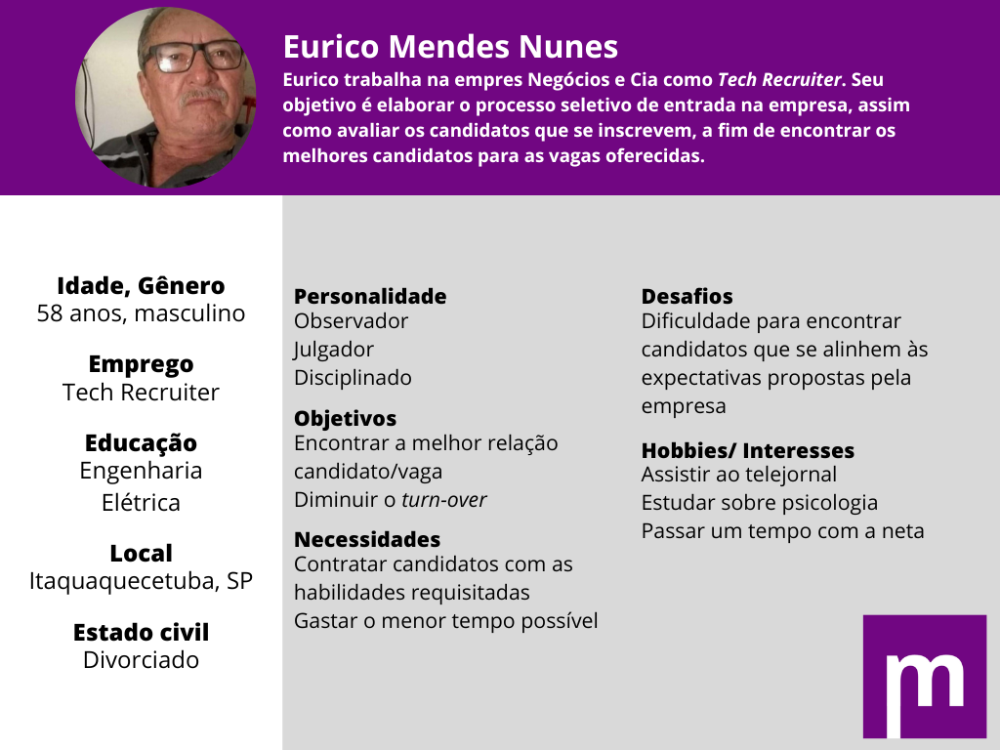 Eurico Mendes Nunes
Eurico trabalha na empres Negócios e Cia como Tech Recruiter. Seu
objetivo é elaborar o processo seletivo de entrada na empresa, assim
como avaliar os candidatos que se inscrevem, a fim de encontrar os
melhores candidatos para as vagas oferecidas.
Idade, Gênero
58 anos, masculino
Emprego
Tech Recruiter
Educação
Engenharia
Elétrica
Local
Itaquaquecetuba, SP
Estado civil
Divorciado
Personalidade
Observador
Julgador
Disciplinado
Objetivos
Encontrar a melhor relação
candidato/vaga
Diminuir o turn-over
Necessidades
Contratar candidatos com as
habilidades requisitadas
Gastar o menor tempo possível
Desafios
Dificuldade para encontrar
candidatos que se alinhem às
expectativas propostas pela
empresa
Hobbies/ Interesses
Assistir ao telejornal
Estudar sobre psicologia
Passar um tempo com a neta
m